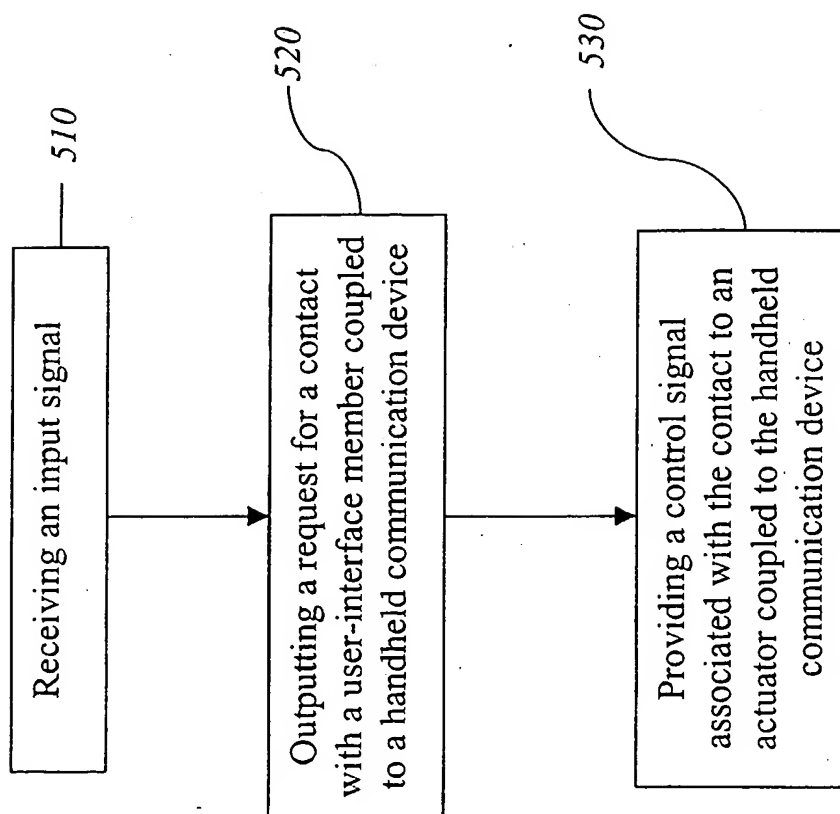 Receiving an input signal
510
Outputting a request for a contact
with a user-interface member coupled
to a handheld communication device
520
Providing a control signal
associated with the contact to an
actuator coupled to the handheld
communication device
530